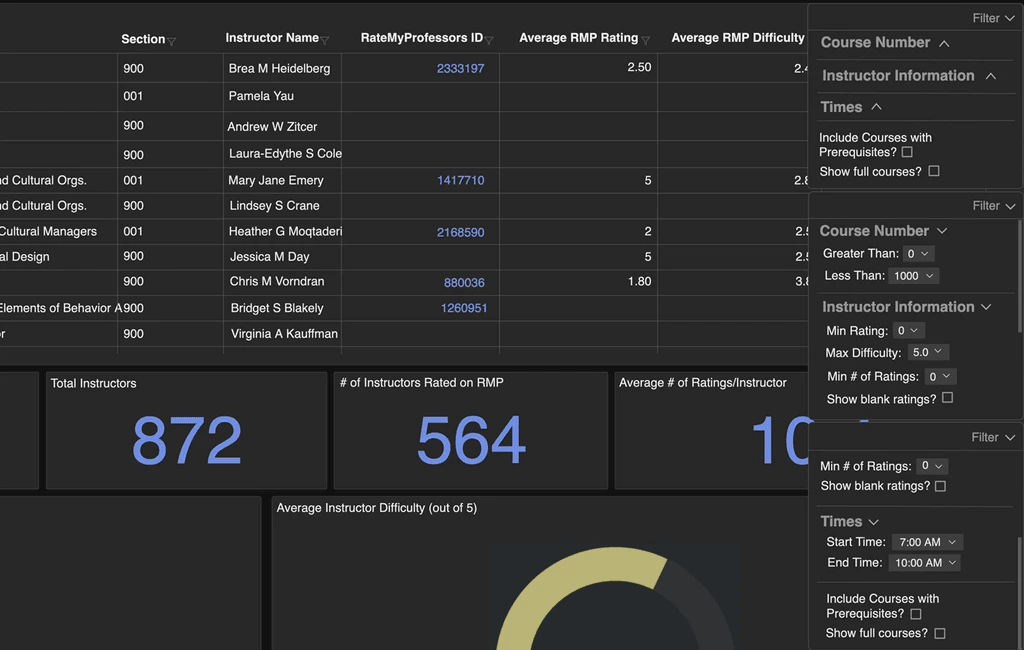 Section Instructor Name RateMyProfessors ID Average RMP Rating Average RMP Difficulty
900 Brea M Heidelberg 2333197 2.50 2.4
001 Pamela Yau
900 Andrew W Zitcer
900 Laura-Edythe S Cole
nd Cultural Orgs. 001 Mary Jane Emery 1417710 5 2.8
nd Cultural Orgs. 900 Lindsey S Crane
Cultural Managers 001 Heather G Moqtaderi 2168590 2 2.5
al Design 900 Jessica M Day 5 2.5
900 Chris M Vorndran 880036 1.80 3.8
Elements of Behavior A 900 Bridget S Blakely 1260951
or 900 Virginia A Kauffman
Total Instructors
872
# of Instructors Rated on RMP
564
Average # of Ratings/Instructor
10
Average Instructor Difficulty (out of 5)
Filter
Course Number
Instructor Information
Times
Include Courses with
Prerequisites?
Show full courses?
Filter
Course Number
Greater Than: 0
Less Than: 1000
Instructor Information
Min Rating: 0
Max Difficulty: 5.0
Min # of Ratings: 0
Show blank ratings?
Filter
Min # of Ratings: 0
Show blank ratings?
Times
Start Time: 7:00 AM
End Time: 10:00 AM
Include Courses with
Prerequisites?
Show full courses?